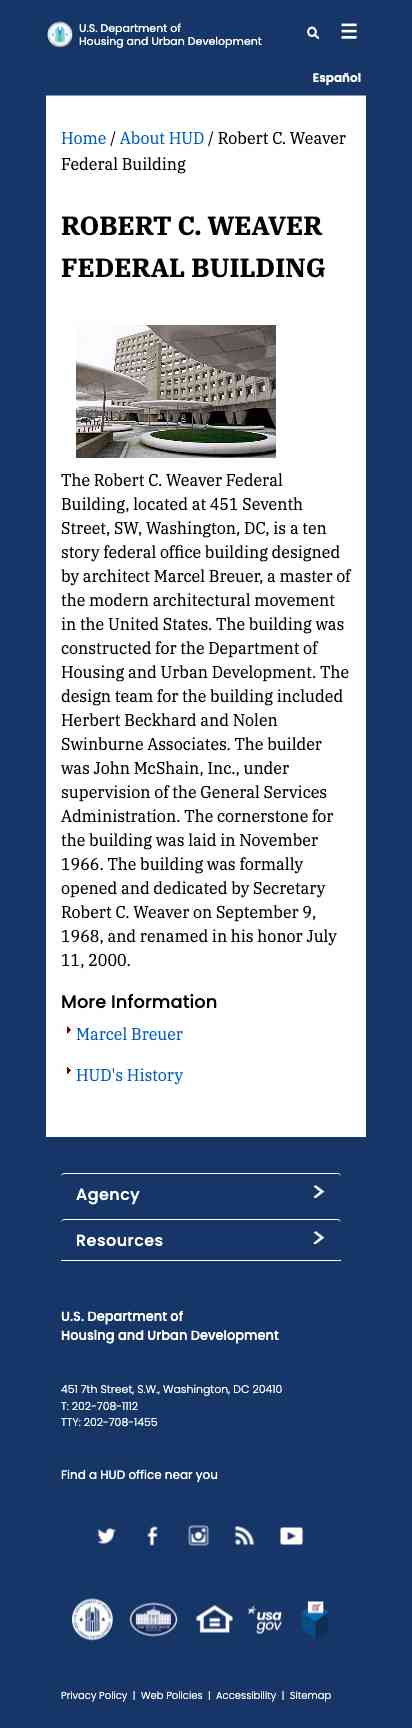 U.S. Department of
Housing and Urban Development
Español
Home / About HUD / Robert C. Weaver
Federal Building
ROBERT C. WEAVER
FEDERAL BUILDING
The Robert C. Weaver Federal
Building, located at 451 Seventh
Street, SW, Washington, DC, is a ten
story federal office building designed
by architect Marcel Breuer, a master of
the modern architectural movement
in the United States. The building was
constructed for the Department of
Housing and Urban Development. The
design team for the building included
Herbert Beckhard and Nolen
Swinburne Associates. The builder
was John McShain, Inc., under
supervision of the General Services
Administration. The cornerstone for
the building was laid in November
1966. The building was formally
opened and dedicated by Secretary
Robert C. Weaver on September 9,
1968, and renamed in his honor July
11, 2000.
More Information
Marcel Breuer
HUD's History
Agency
Resources
U.S. Department of
Housing and Urban Development
451 7th Street, S.W., Washington, DC 20410
T: 202-708-1112
TTY: 202-708-1455
Find a HUD office near you
usa
gov
Privacy Policy | Web Policies | Accessibility | Sitemap